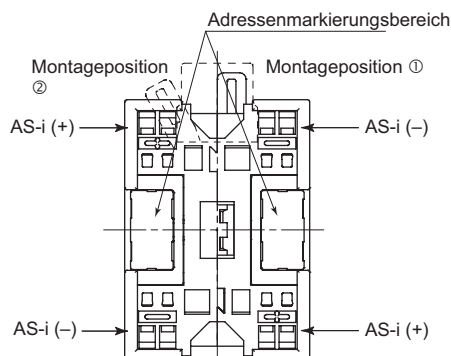 Adressenmarkierungsbereich
Montageposition ②
Montageposition ①
AS-i (+)
AS-i (–)
AS-i (–)
AS-i (+)